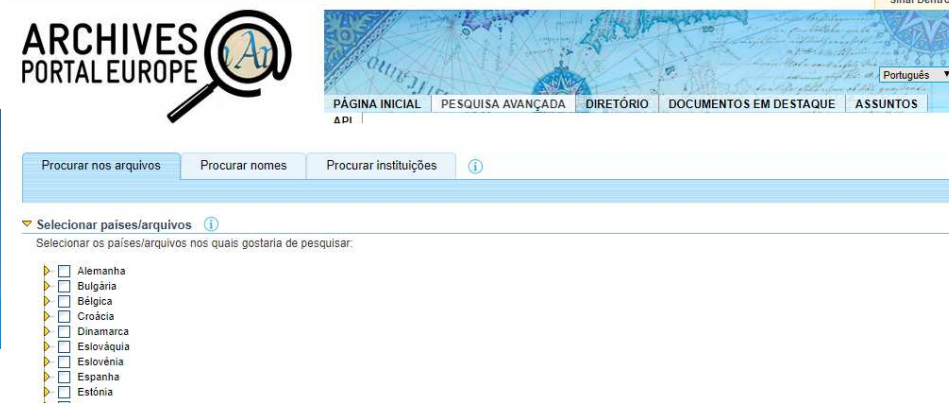 ARCHIVES
PORTAL EUROPE
Português
PÁGINA INICIAL PESQUISA AVANÇADA DIRETÓRIO DOCUMENTOS EM DESTAQUE ASSUNTOS
API
Procurar nos arquivos Procurar nomes Procurar instituições
Selecionar países/arquivos
Selecionar os países/arquivos nos quais gostaria de pesquisar:
Alemanha
Bulgária
Bélgica
Croácia
Dinamarca
Eslováquia
Eslovénia
Espanha
Estónia